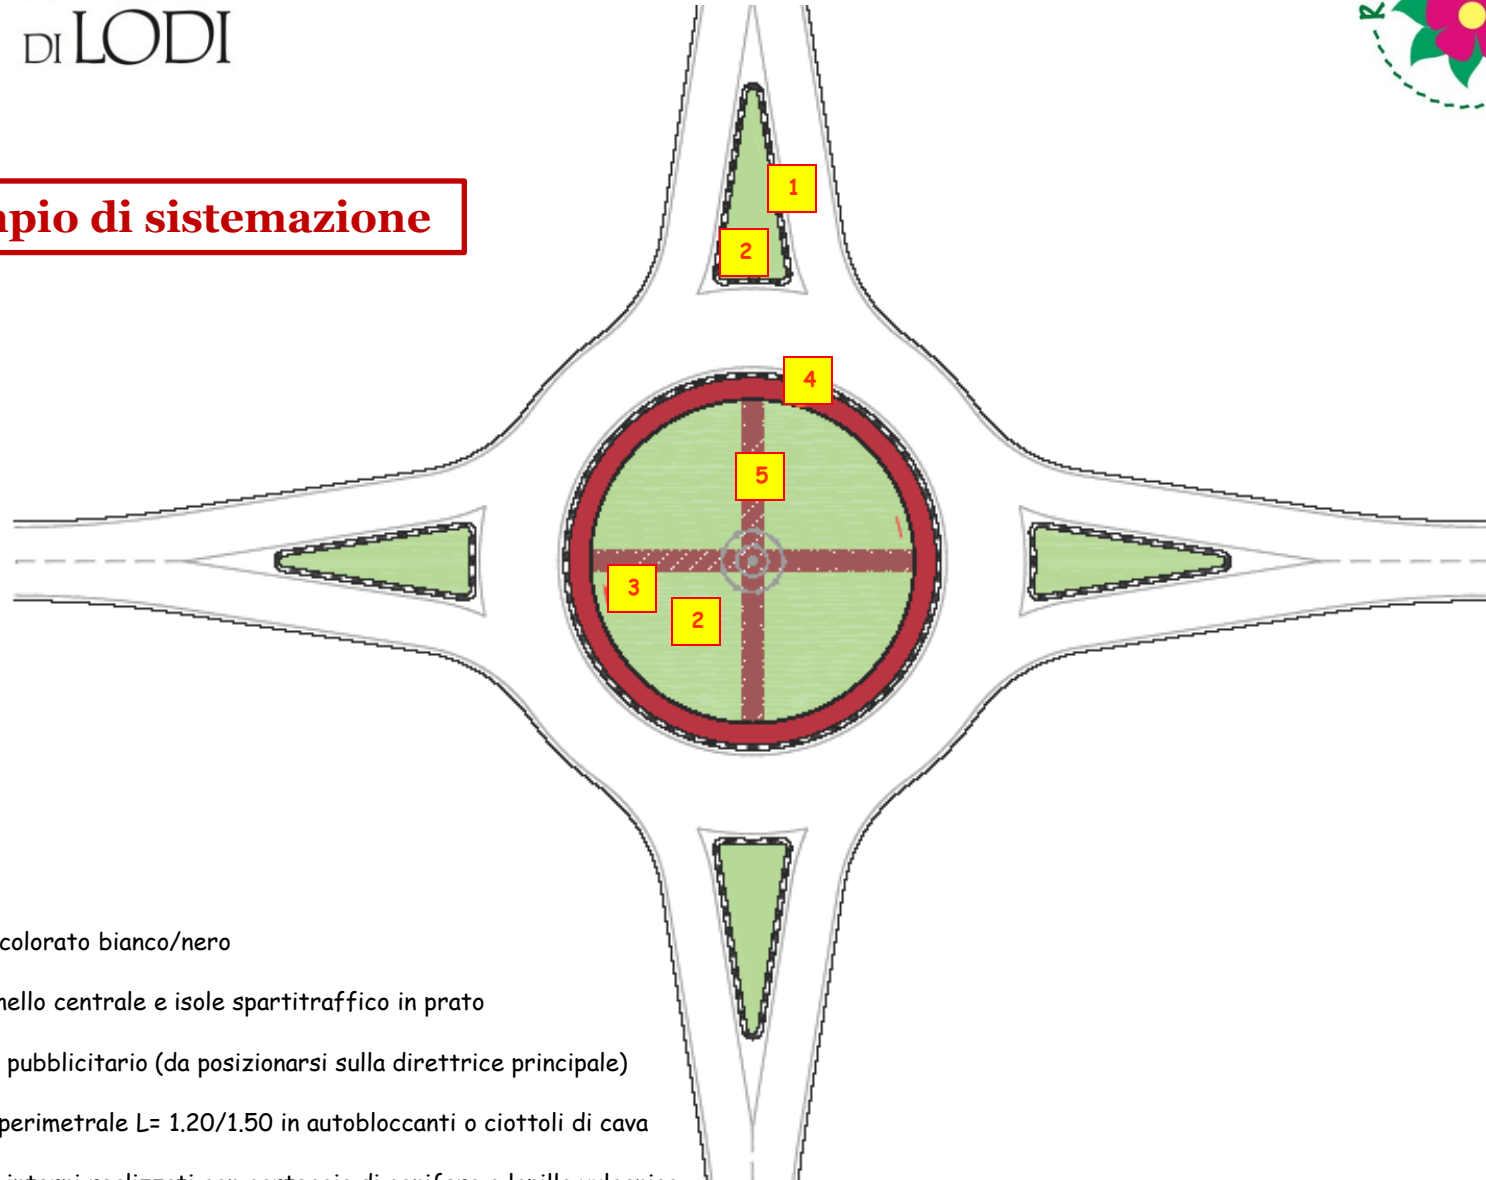 DI LODI
R
pio di sistemazione
1
2
4
5
3
2
colorato bianco/nero
nello centrale e isole spartitraffico in prato
pubblicitario (da posizionarsi sulla direttrice principale)
perimetrale L= 1.20/1.50 in autobloccanti o ciottoli di cava